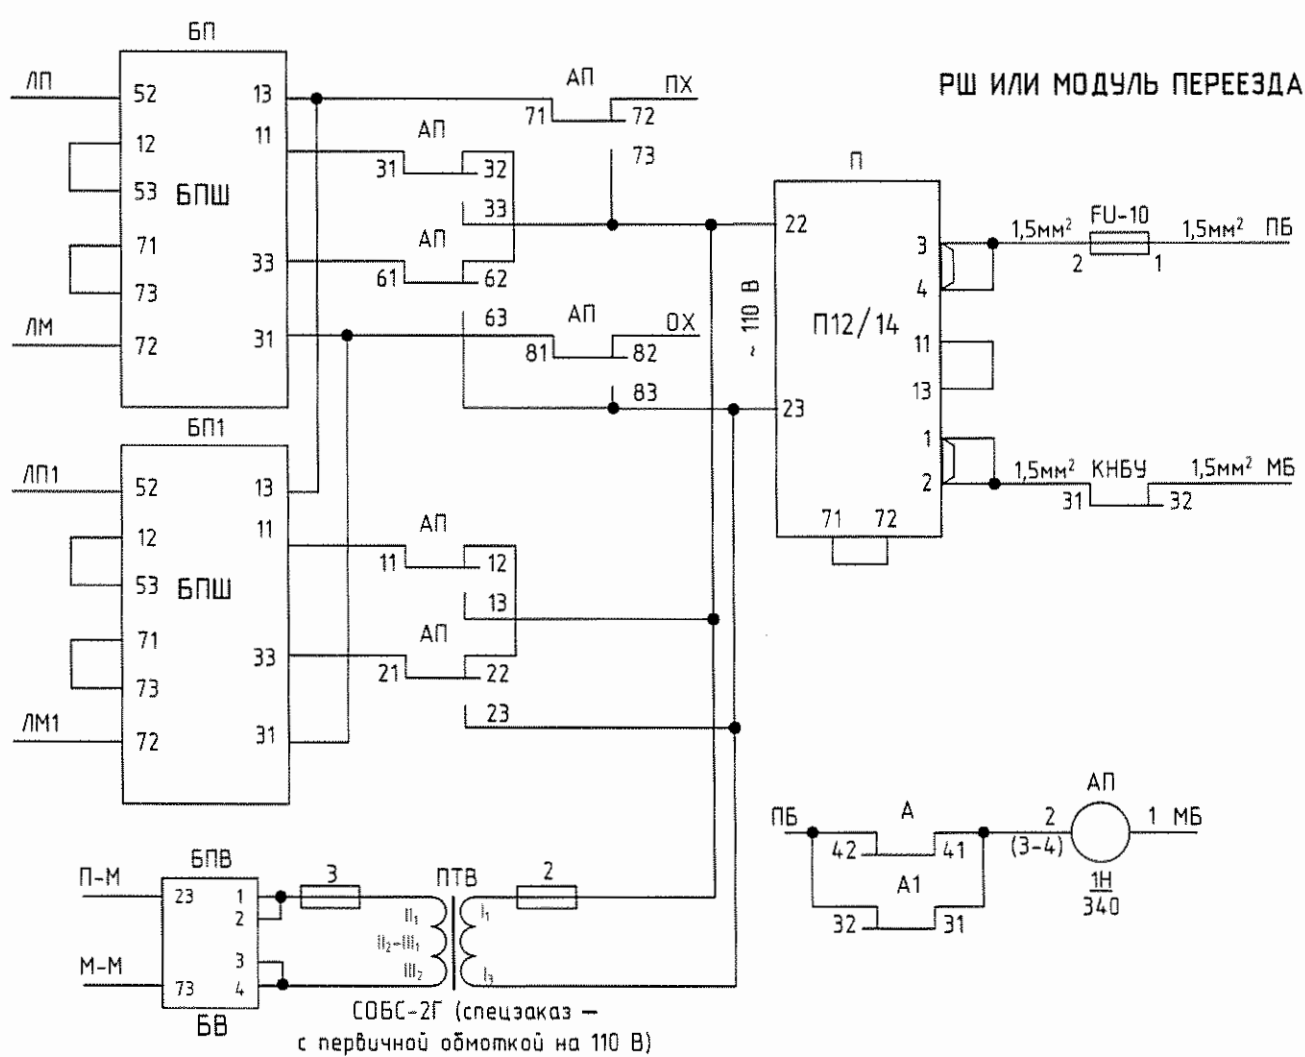 БП
ЛП 52 13
АП ПХ
71 72
РШ ИЛИ МОДУЛЬ ПЕРЕЕЗДА
12 11
АП
31 32
73
53
БПШ
33
АП
71 33
61 62
73
63
ЛМ 72 31
АП ОХ
81 82
83
П
22
~ 110 В
П12/14
23
3
4
11
13
1
2
71 72
1,5мм² FU-10 1,5мм² ПБ
2 1
1,5мм² КНБУ 1,5мм² МБ
31 32
БП1
ЛП1 52 13
12 11
АП
11 12
53
БПШ
13
АП
71 33
21 22
73
23
ЛМ1 72 31
ПБ
А
42 41
А1
32 31
АП
2 1 МБ
(3-4)
1Н
340
БПВ
П-М 23 1
2
3
М-М 73 4
БВ
3
ПТВ
2
II₁
II₂-III₁
III₂
I₁
I₃
СОБС-2Г (спецзаказ –
с первичной обмоткой на 110 В)